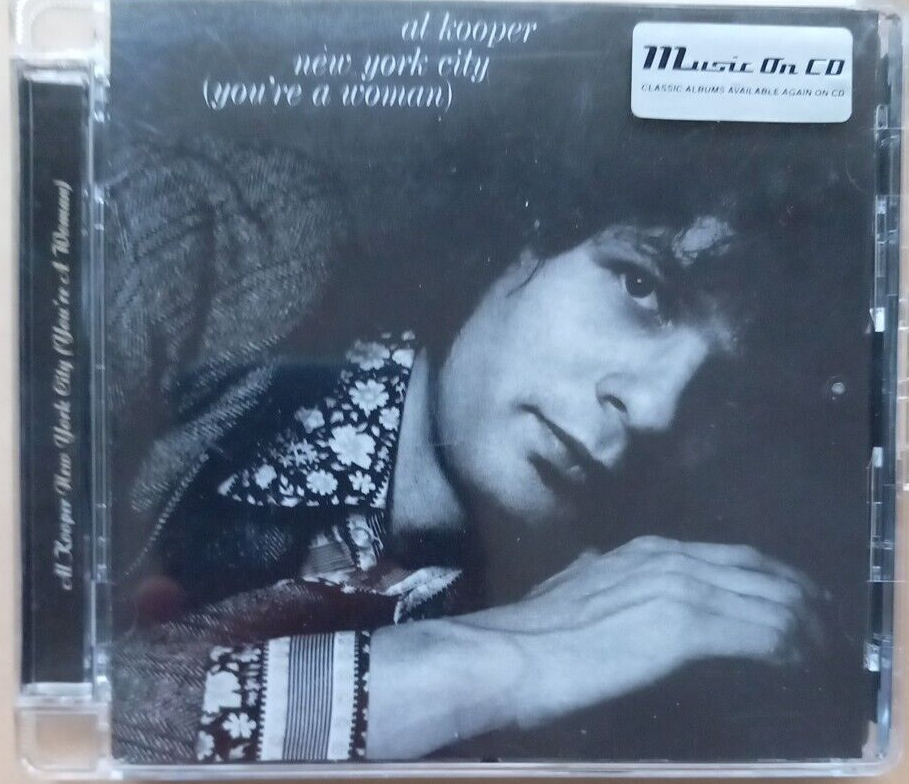 al kooper
new york city
(you're a woman)
Music On CD
CLASSIC ALBUMS AVAILABLE AGAIN ON CD
Al Kooper New York City (You're A Woman)